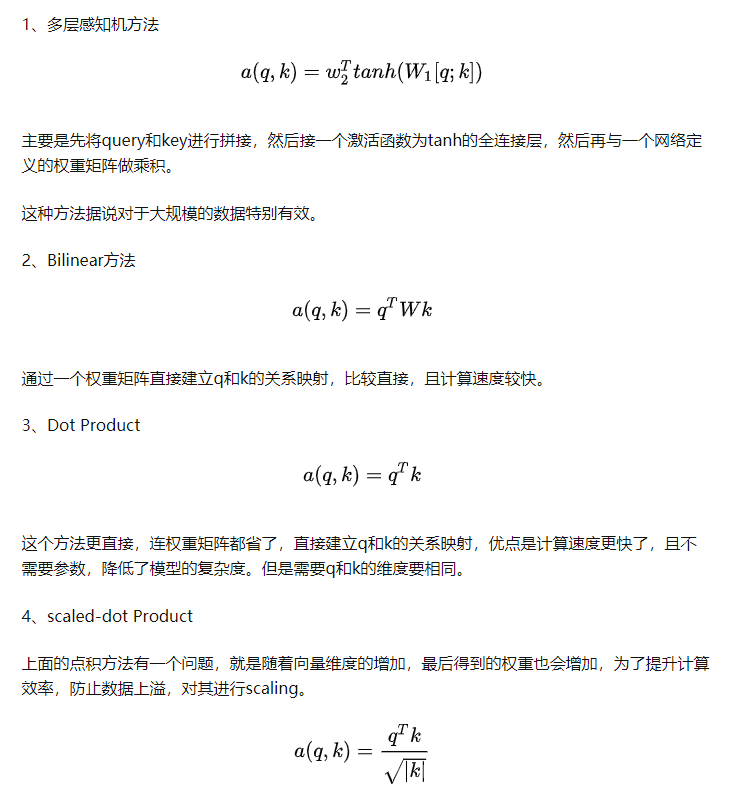 1、多层感知机方法
a(q, k) = w₂ᵀtanh(W₁[q; k])
主要是先将query和key进行拼接，然后接一个激活函数为tanh的全连接层，然后再与一个网络定
义的权重矩阵做乘积。
这种方法据说对于大规模的数据特别有效。
2、Bilinear方法
a(q, k) = qᵀWk
通过一个权重矩阵直接建立q和k的关系映射，比较直接，且计算速度较快。
3、Dot Product
a(q, k) = qᵀk
这个方法更直接，连权重矩阵都省了，直接建立q和k的关系映射，优点是计算速度更快了，且不
需要参数，降低了模型的复杂度。但是需要q和k的维度要相同。
4、scaled-dot Product
上面的点积方法有一个问题，就是随着向量维度的增加，最后得到的权重也会增加，为了提升计算
效率，防止数据上溢，对其进行scaling。
a(q, k) = qᵀk / √|k|